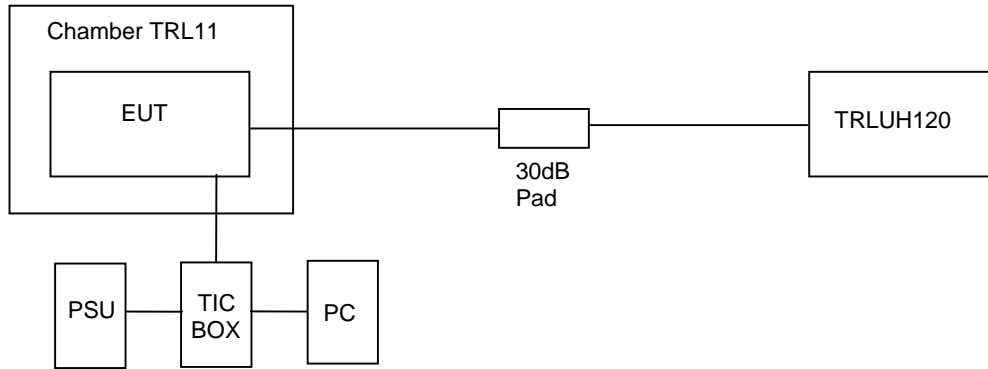 Chamber TRL11
EUT
TRLUH120
30dB
Pad
PSU
TIC
BOX
PC